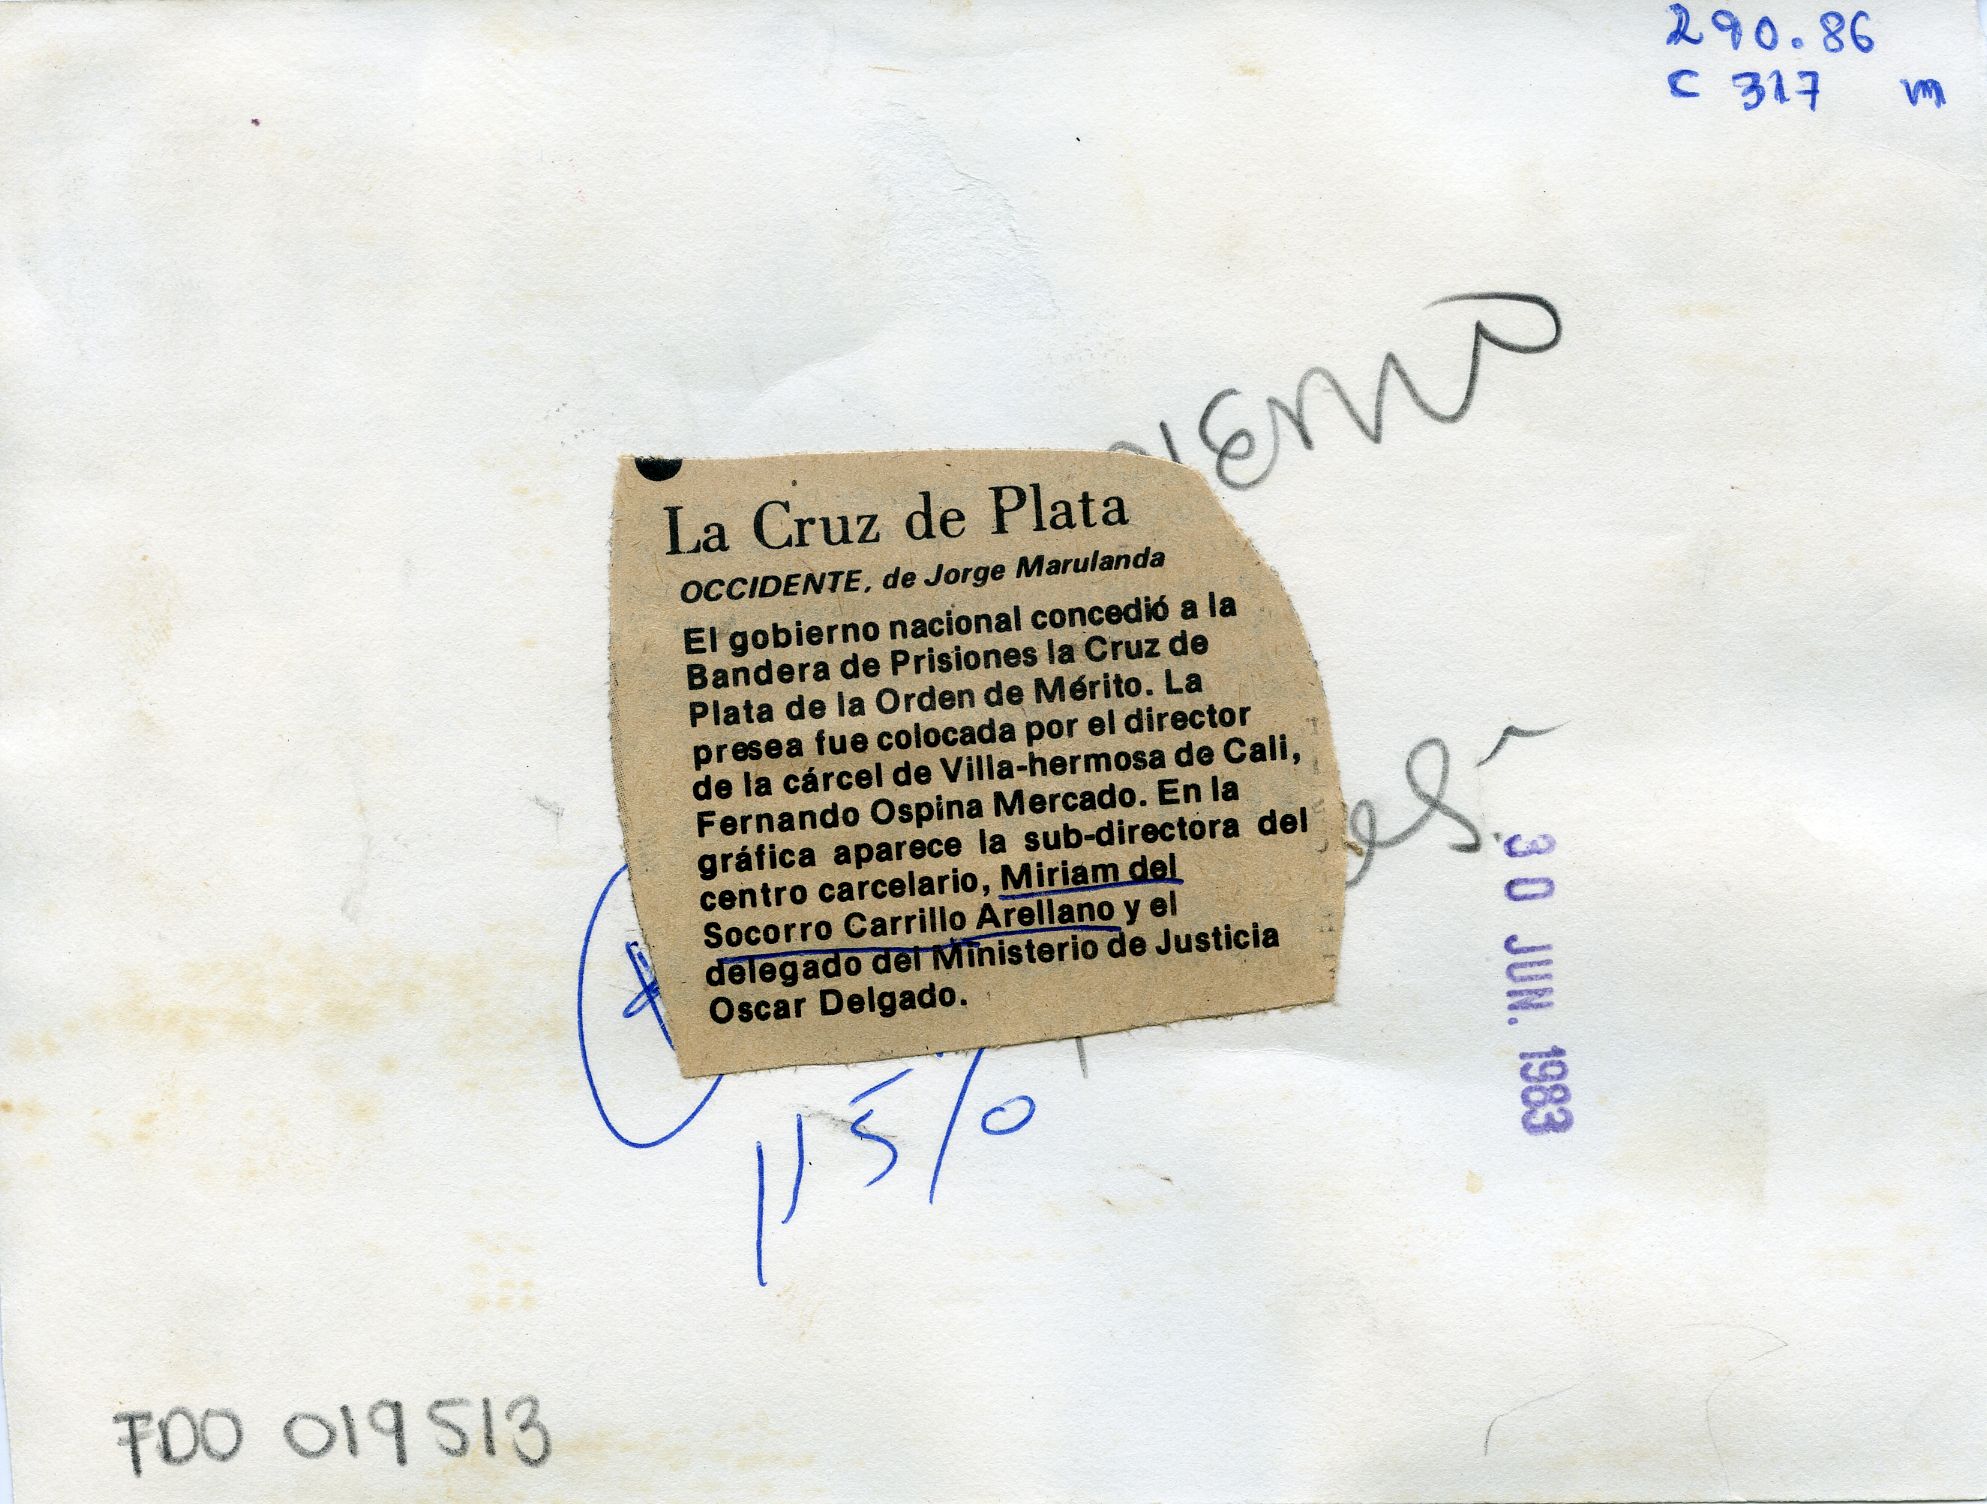 290.86
C 317 m
La Cruz de Plata
OCCIDENTE, de Jorge Marulanda
El gobierno nacional concedió a la
Bandera de Prisiones la Cruz de
Plata de la Orden de Mérito. La
presea fue colocada por el director
de la cárcel de Villa-hermosa de Cali,
Fernando Ospina Mercado. En la
gráfica aparece la sub-directora del
centro carcelario, Miriam del
Socorro Carrillo Arellano y el
delegado del Ministerio de Justicia
Oscar Delgado.
30 JUN. 1983
FDO 019513